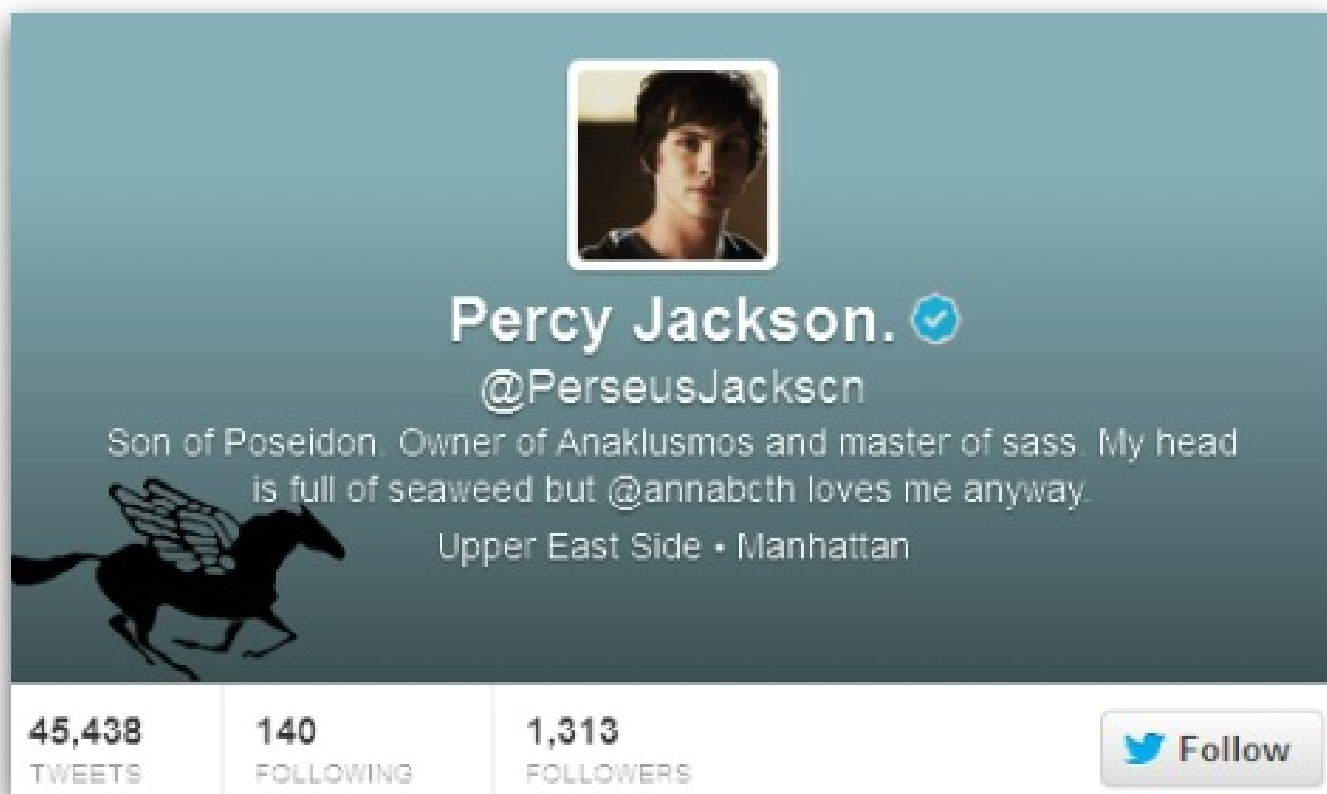 Percy Jackson.
@PerseusJackscn
Son of Poseidon. Owner of Anaklusmos and master of sass. My head
is full of seaweed but @annabcth loves me anyway.
Upper East Side • Manhattan
45,438
TWEETS
140
FOLLOWING
1,313
FOLLOWERS
Follow